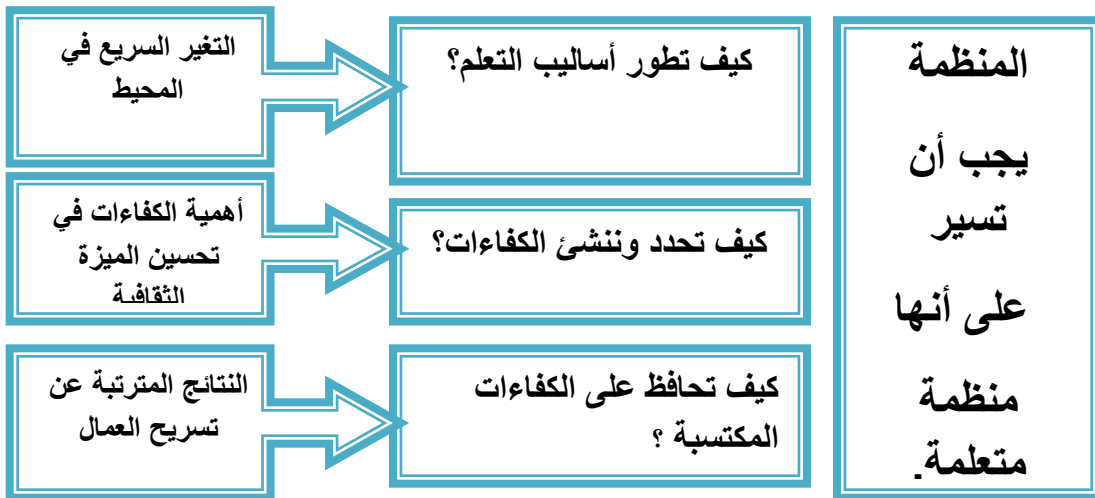 المنظمة
يجب أن
تسير
على أنها
منظمة
متعلمة.
كيف تطور أساليب التعلم؟
التغير السريع في
المحيط
كيف تحدد وننشئ الكفاءات؟
أهمية الكفاءات في
تحسين الميزة
الثقافية
كيف تحافظ على الكفاءات
المكتسبة ؟
النتائج المترتبة عن
تسريح العمال